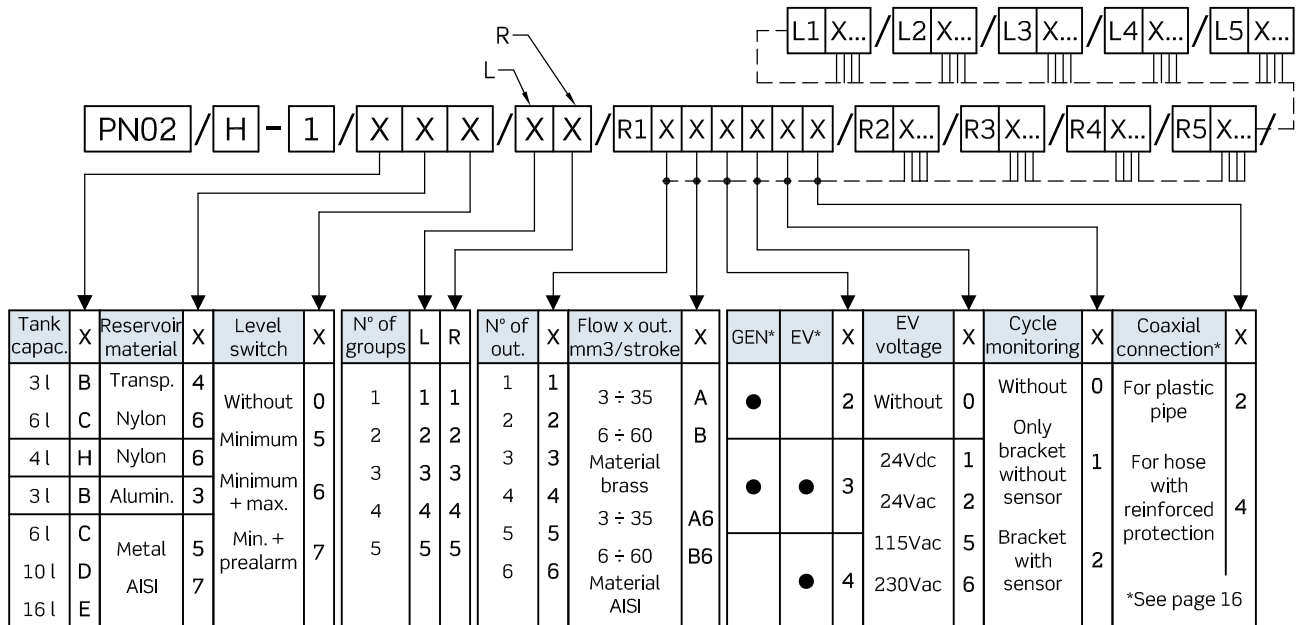 L1 X... / L2 X... / L3 X... / L4 X... / L5 X...
R
L
PN02 / H - 1 / X X X / X X / R1 X X X X X X / R2 X... / R3 X... / R4 X... / R5 X... /
Tank capac. X Reservoir material X Level switch X
3 l B Transp. 4
6 l C Nylon 6
4 l H Nylon 6
3 l B Alumin. 3
6 l C Metal 5
10 l D AISI 7
16 l E
Without 0
Minimum 5
Minimum + max. 6
Min. + prealarm 7
N° of groups L R
1 1 1
2 2 2
3 3 3
4 4 4
5 5 5
N° of out. X Flow x out. mm3/stroke X
1 1
2 2
3 3
4 4
5 5
6 6
3 ÷ 35 A
6 ÷ 60 B
Material brass
3 ÷ 35 A6
6 ÷ 60 B6
Material AISI
GEN* EV* X EV voltage X Cycle monitoring X Coaxial connection* X
● 2
● ● 3
● 4
Without 0
24Vdc 1
24Vac 2
115Vac 5
230Vac 6
Without 0
Only bracket without sensor 1
Bracket with sensor 2
For plastic pipe 2
For hose with reinforced protection 4
*See page 16